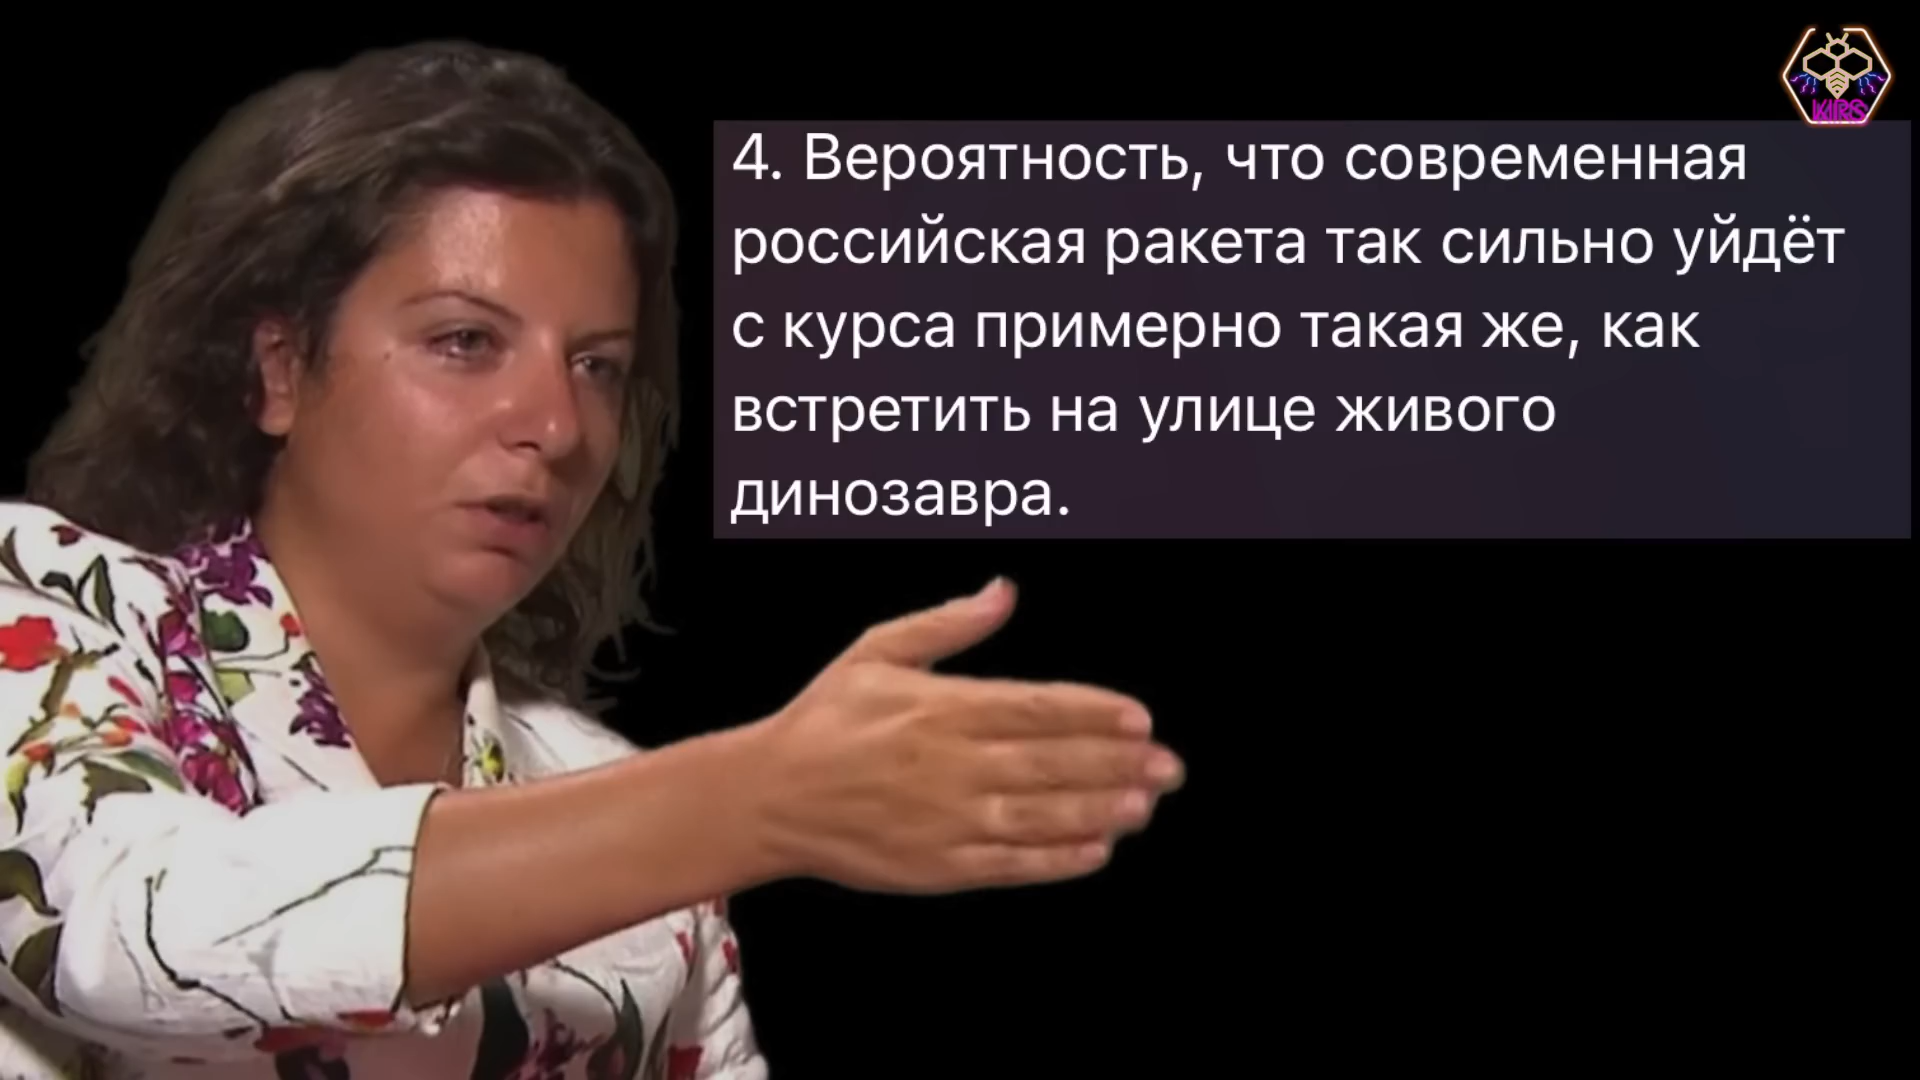 KIRS
4. Вероятность, что современная
российская ракета так сильно уйдёт
с курса примерно такая же, как
встретить на улице живого
динозавра.